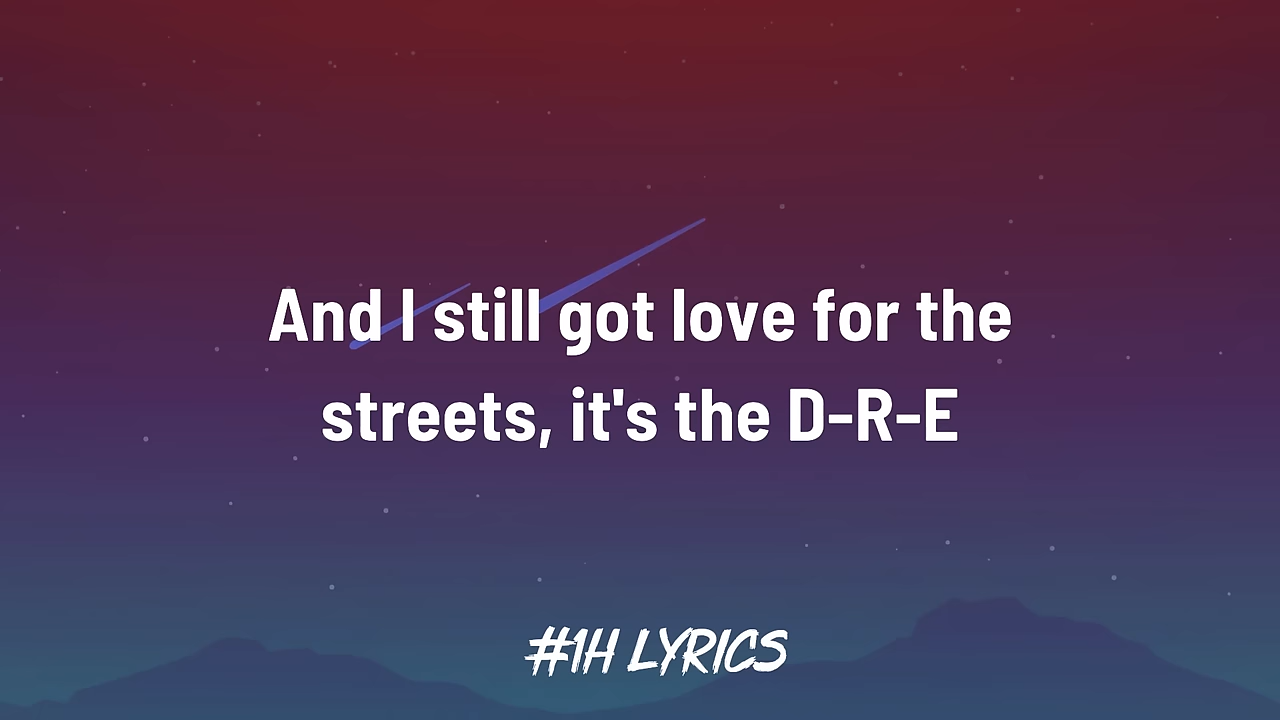 And I still got love for the
streets, it's the D-R-E
#1H LYRICS